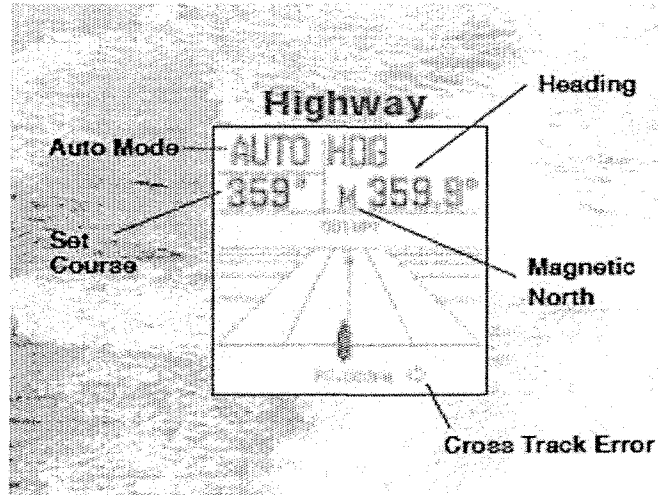 Highway
Heading
Auto Mode
AUTO HDG
359° M 359.9°
Set
Course
Magnetic
North
Cross Track Error